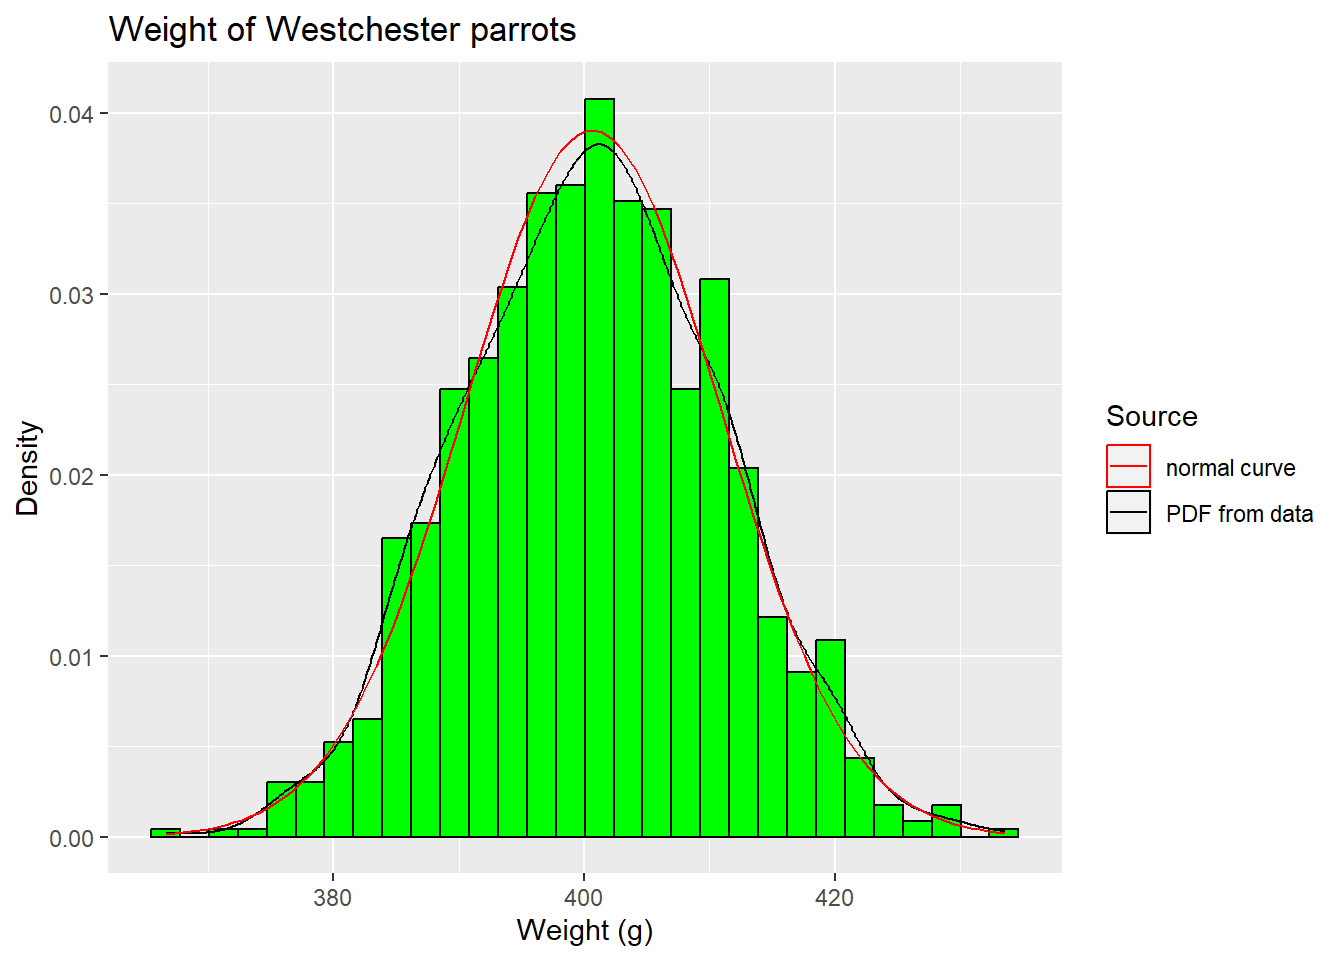 Weight of Westchester parrots
0.04
0.03
0.02
0.01
0.00
Density
380
400
420
Weight (g)
Source
normal curve
PDF from data